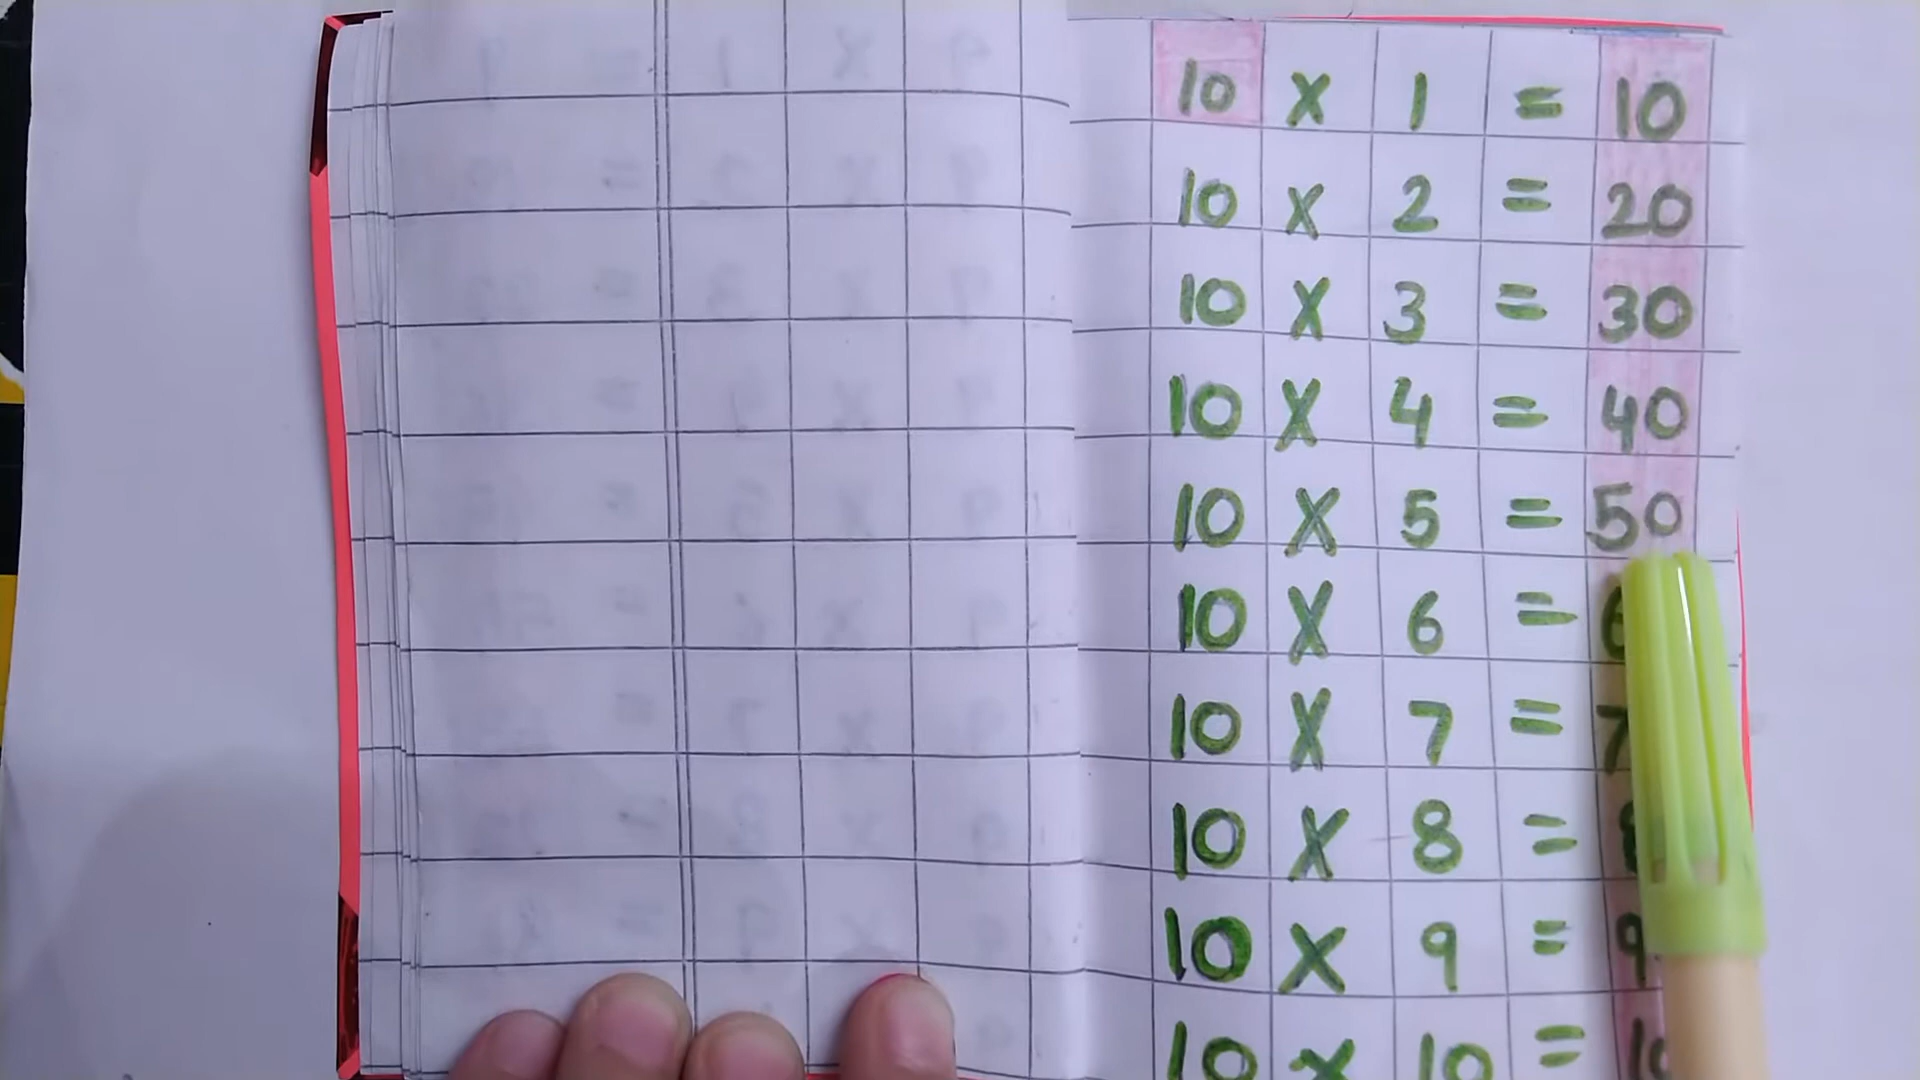 10 X 1 = 10
10 X 2 = 20
10 X 3 = 30
10 X 4 = 40
10 X 5 = 50
10 X 6 =
10 X 7 =
10 X 8 =
10 X 9 =
10 X 10 =